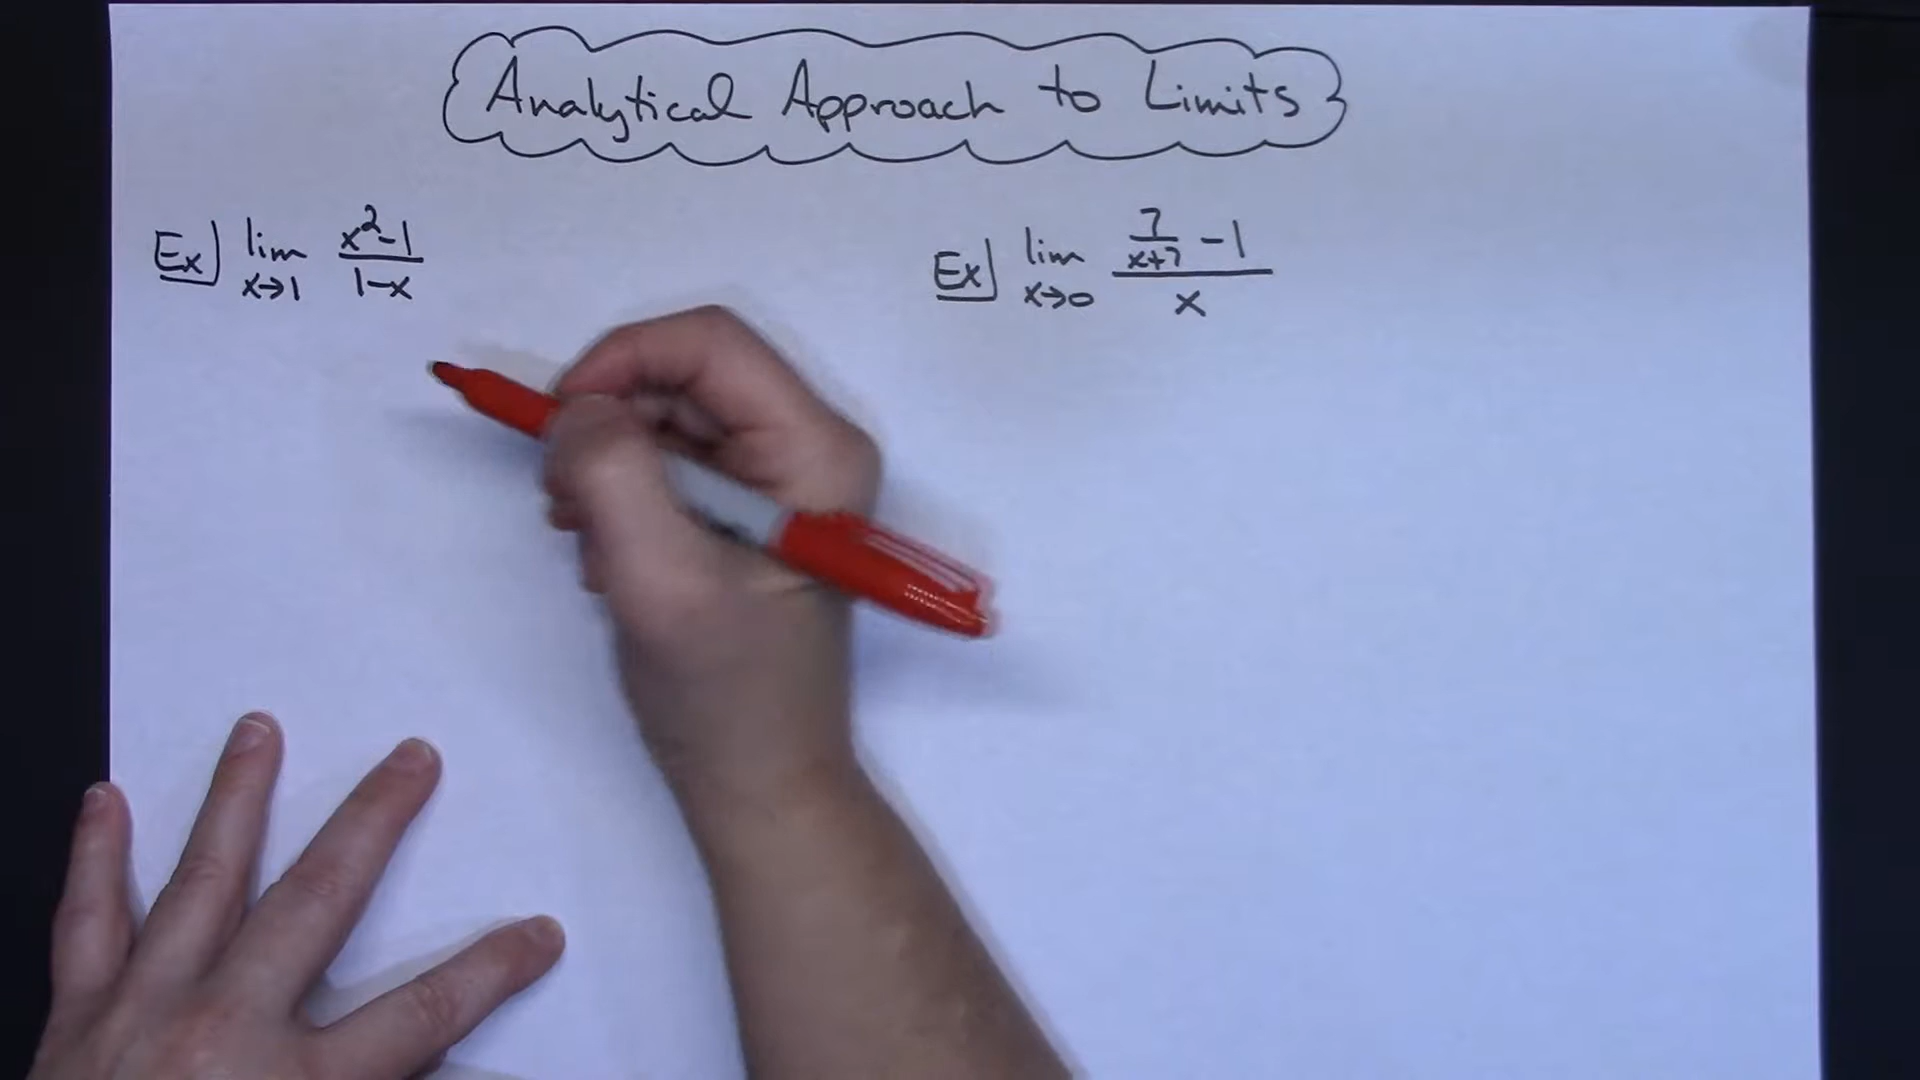 Analytical Approach to Limits
Ex) lim x→1 (x²-1)/(1-x)
Ex) lim x→0 (7/(x+7) -1)/x